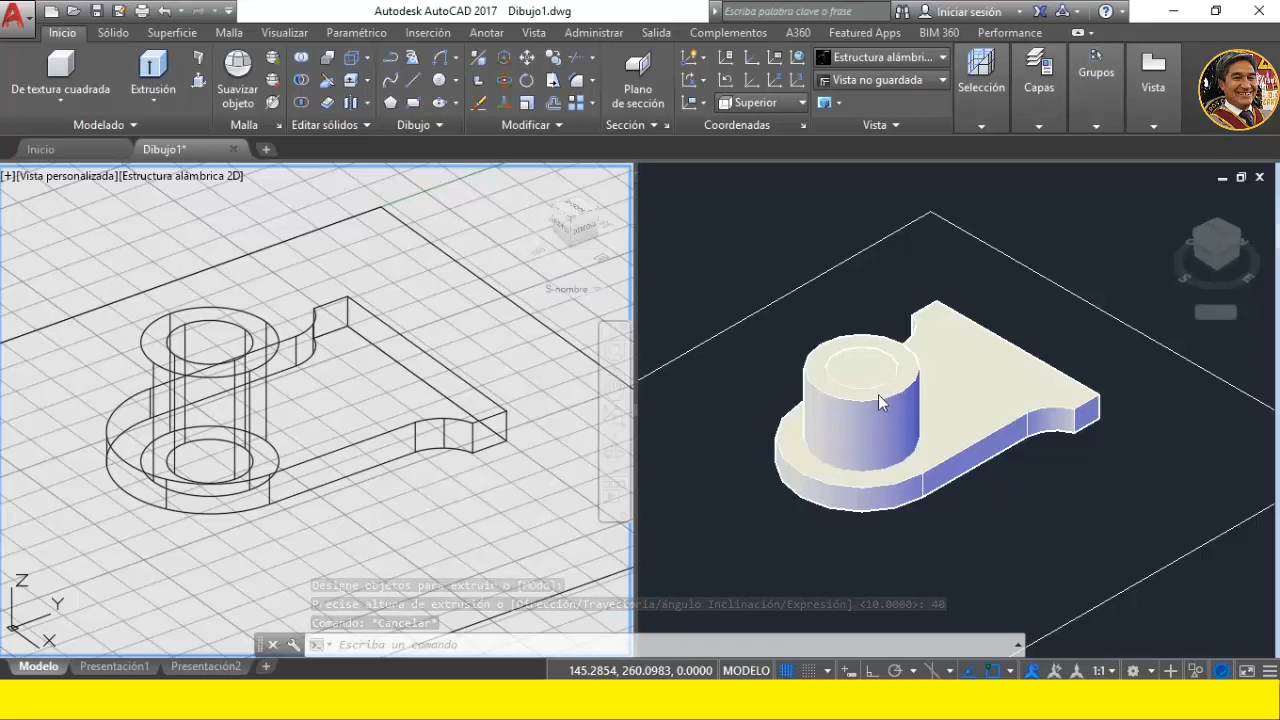 Autodesk AutoCAD 2017 Dibujo1.dwg
Escriba palabra clave o frase
Iniciar sesión
Inicio Sólido Superficie Malla Visualizar Paramétrico Inserción Anotar Vista Administrar Salida Complementos A360 Featured Apps BIM 360 Performance
De textura cuadrada
Extrusión
Suavizar
objeto
Plano
de sección
Estructura alámbri...
Vista no guardada
Superior
Selección
Capas
Grupos
Vista
Modelado Malla Editar sólidos Dibujo Modificar Sección Coordenadas Vista
Inicio Dibujo1*
[+][Vista personalizada][Estructura alámbrica 2D]
S-nombre
Z
Y
X
Designe objetos para extruir o [MOdo]:
Precise altura de extrusión o [Dirección/Trayectoria/ángulo Inclinación/Expresión] <10.0000>: 40
Comando: *Cancelar*
Escriba un comando
Modelo Presentación1 Presentación2 +
145.2854, 260.0983, 0.0000 MODELO 1:1